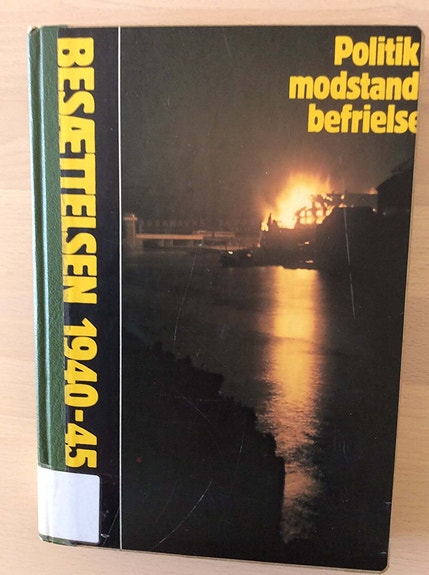 BESÆTTELSEN 1940-45
Politik
modstand
befrielse